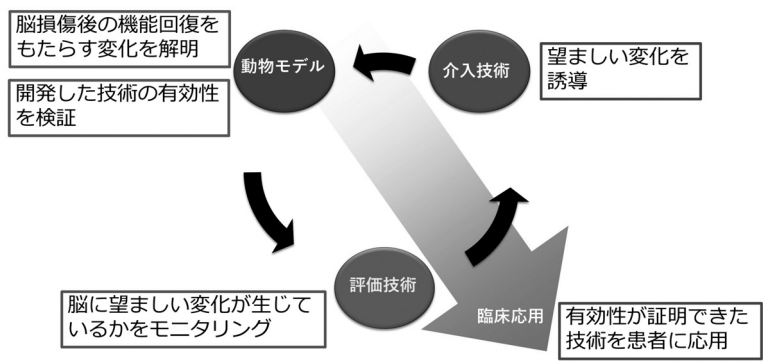 脳損傷後の機能回復を
もたらす変化を解明
開発した技術の有効性
を検証
動物モデル
介入技術
望ましい変化を
誘導
評価技術
脳に望ましい変化が生じて
いるかをモニタリング
臨床応用
有効性が証明できた
技術を患者に応用